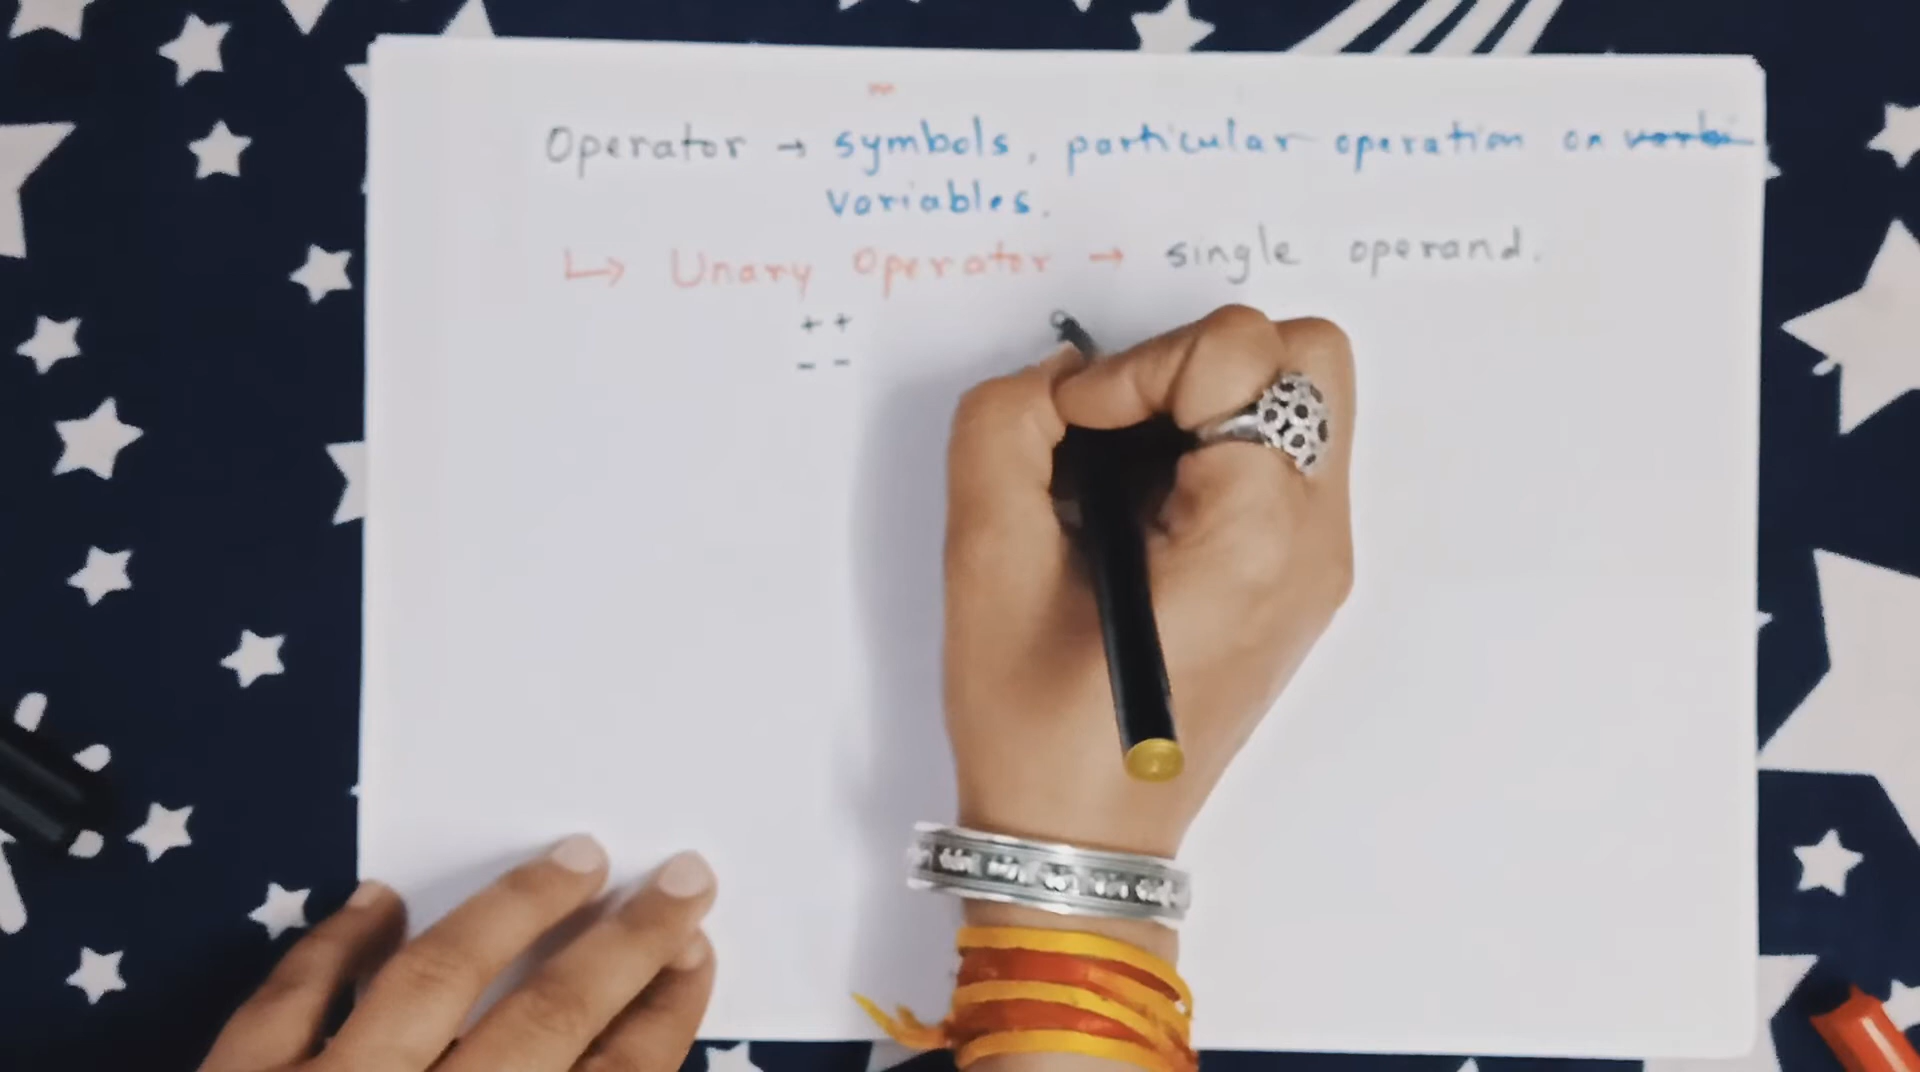 Operator → symbols, particular operation on
variables.
↳ Unary Operator → single operand.
++
--